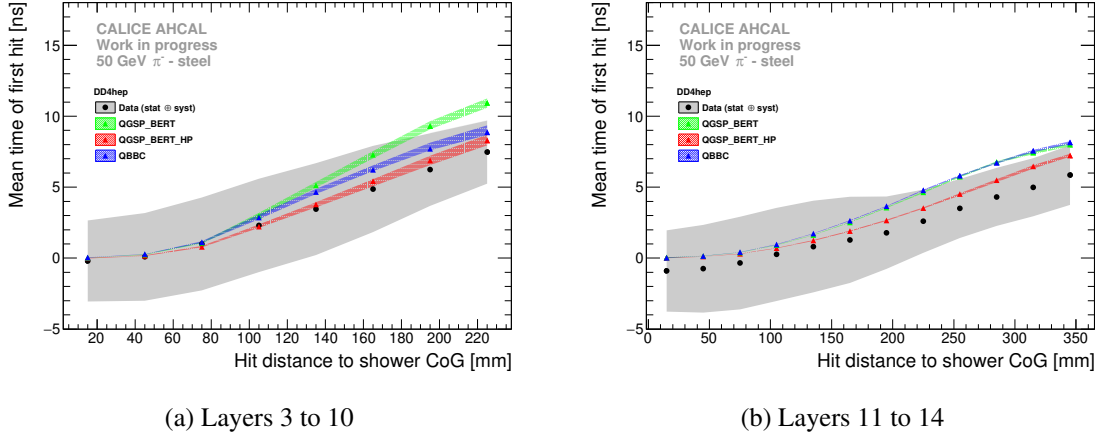 CALICE AHCAL
Work in progress
50 GeV π⁻ - steel
DD4hep
Data (stat ⊕ syst)
QGSP_BERT
QGSP_BERT_HP
QBBC
Mean time of first hit [ns]
15
10
5
0
−5
20 40 60 80 100 120 140 160 180 200 220
Hit distance to shower CoG [mm]
(a) Layers 3 to 10
CALICE AHCAL
Work in progress
50 GeV π⁻ - steel
DD4hep
Data (stat ⊕ syst)
QGSP_BERT
QGSP_BERT_HP
QBBC
Mean time of first hit [ns]
15
10
5
0
−5
0 50 100 150 200 250 300 350
Hit distance to shower CoG [mm]
(b) Layers 11 to 14